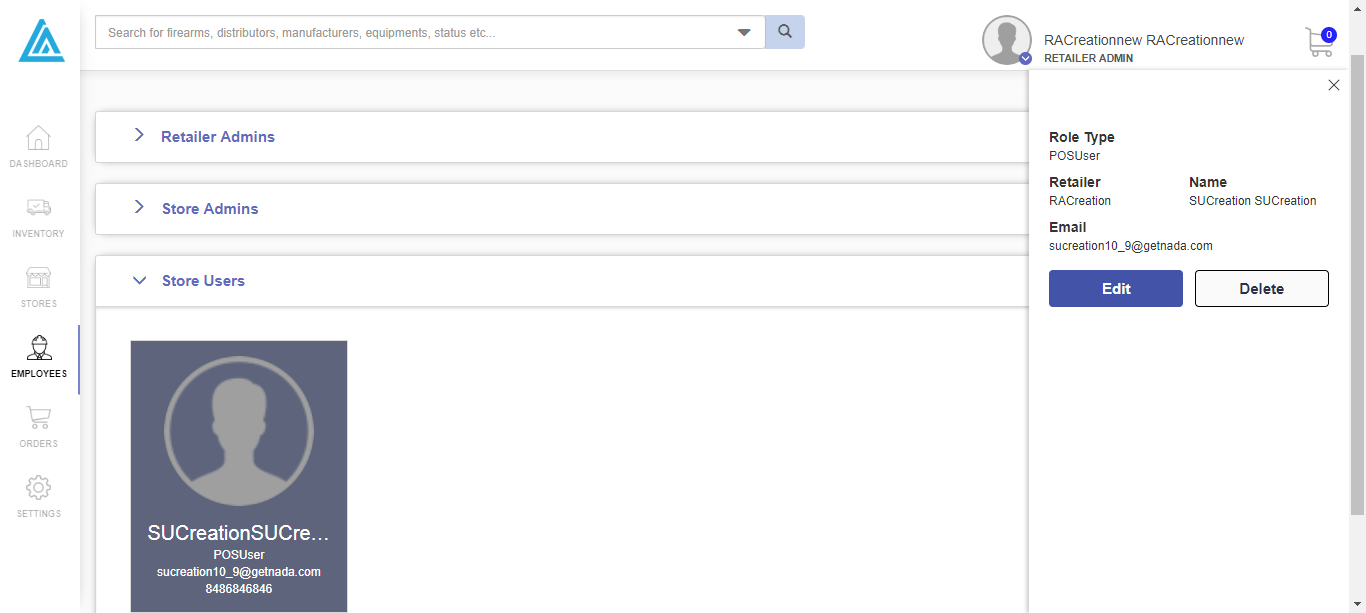 Search for firearms, distributors, manufacturers, equipments, status etc...
RACreationnew RACreationnew
RETAILER ADMIN
0
DASHBOARD
INVENTORY
STORES
EMPLOYEES
ORDERS
SETTINGS
Retailer Admins
Store Admins
Store Users
SUCreationSUCre...
POSUser
sucreation10_9@getnada.com
8486846846
Role Type
POSUser
Retailer Name
RACreation SUCreation SUCreation
Email
sucreation10_9@getnada.com
Edit Delete